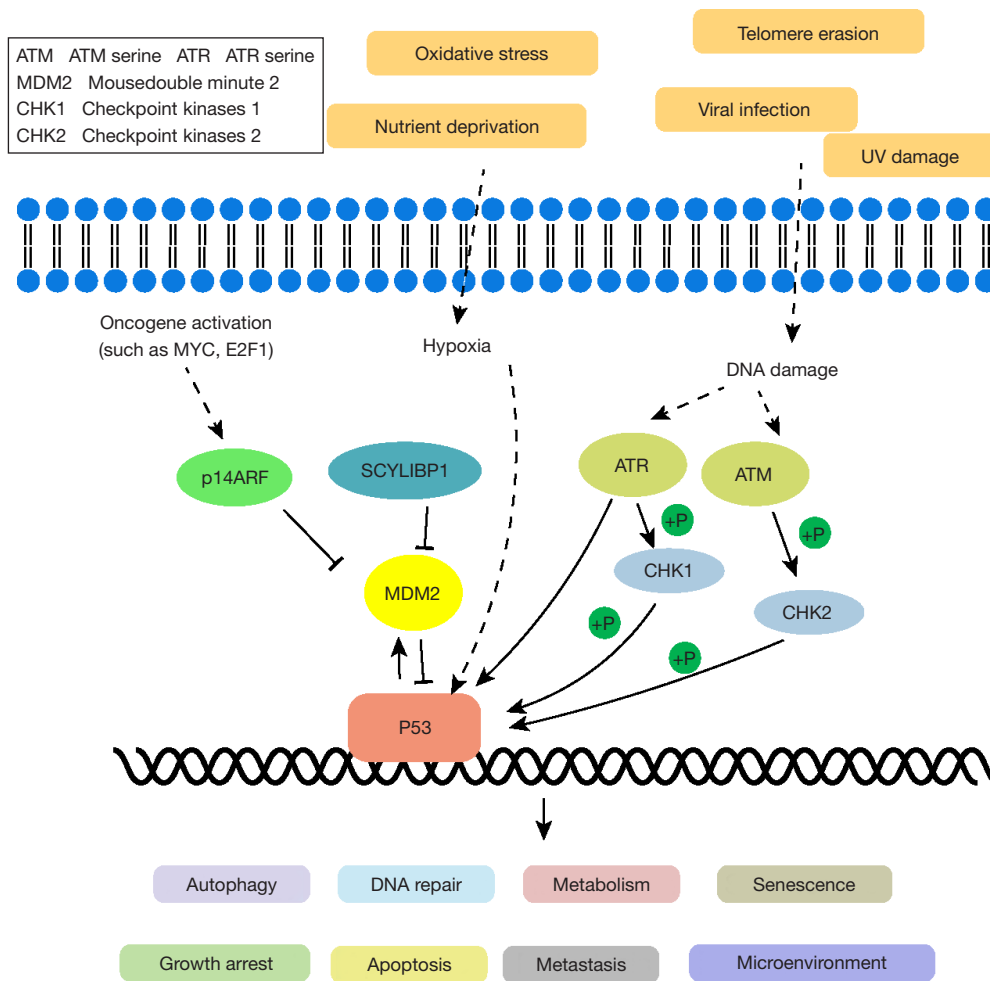 ATM ATM serine ATR ATR serine
MDM2 Mousedouble minute 2
CHK1 Checkpoint kinases 1
CHK2 Checkpoint kinases 2
Oxidative stress
Telomere erasion
Nutrient deprivation
Viral infection
UV damage
Oncogene activation
(such as MYC, E2F1)
Hypoxia
DNA damage
p14ARF
SCYLIBP1
ATR
ATM
+P
+P
MDM2
CHK1
CHK2
+P
+P
P53
Autophagy
DNA repair
Metabolism
Senescence
Growth arrest
Apoptosis
Metastasis
Microenvironment